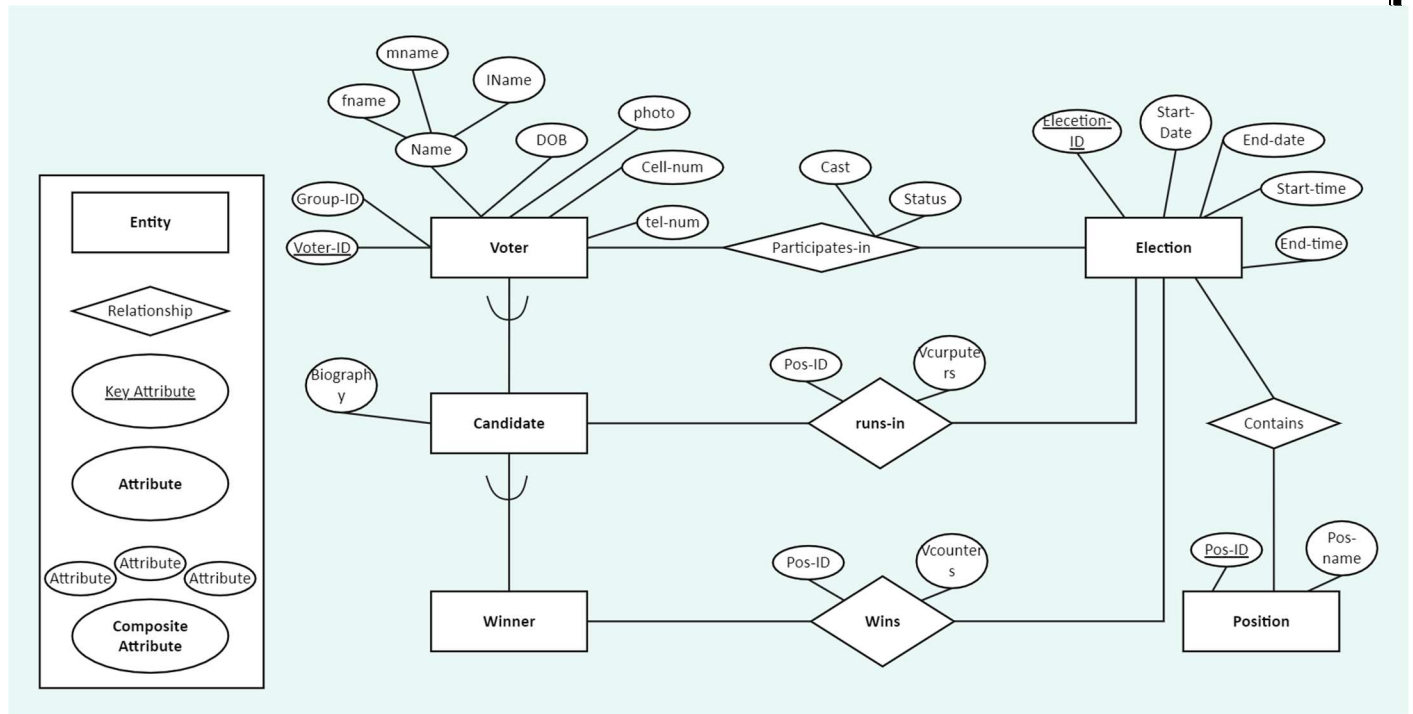 mname
IName
fname
Name
DOB
photo
Cell-num
tel-num
Group-ID
Voter-ID
Voter
Cast
Status
Participates-in
Elecetion-
ID
Start-
Date
End-date
Start-time
End-time
Election
Entity
Relationship
Key Attribute
Attribute
Attribute
Attribute
Attribute
Composite
Attribute
Biograph
y
Candidate
Pos-ID
Vcurpute
rs
runs-in
Contains
Winner
Pos-ID
Vcounter
s
Wins
Pos-ID
Pos-
name
Position